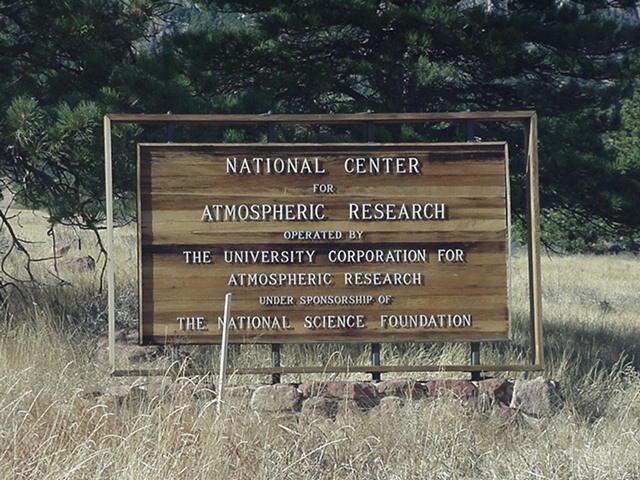 NATIONAL CENTER
FOR
ATMOSPHERIC RESEARCH
OPERATED BY
THE UNIVERSITY CORPORATION FOR
ATMOSPHERIC RESEARCH
UNDER SPONSORSHIP OF
THE NATIONAL SCIENCE FOUNDATION